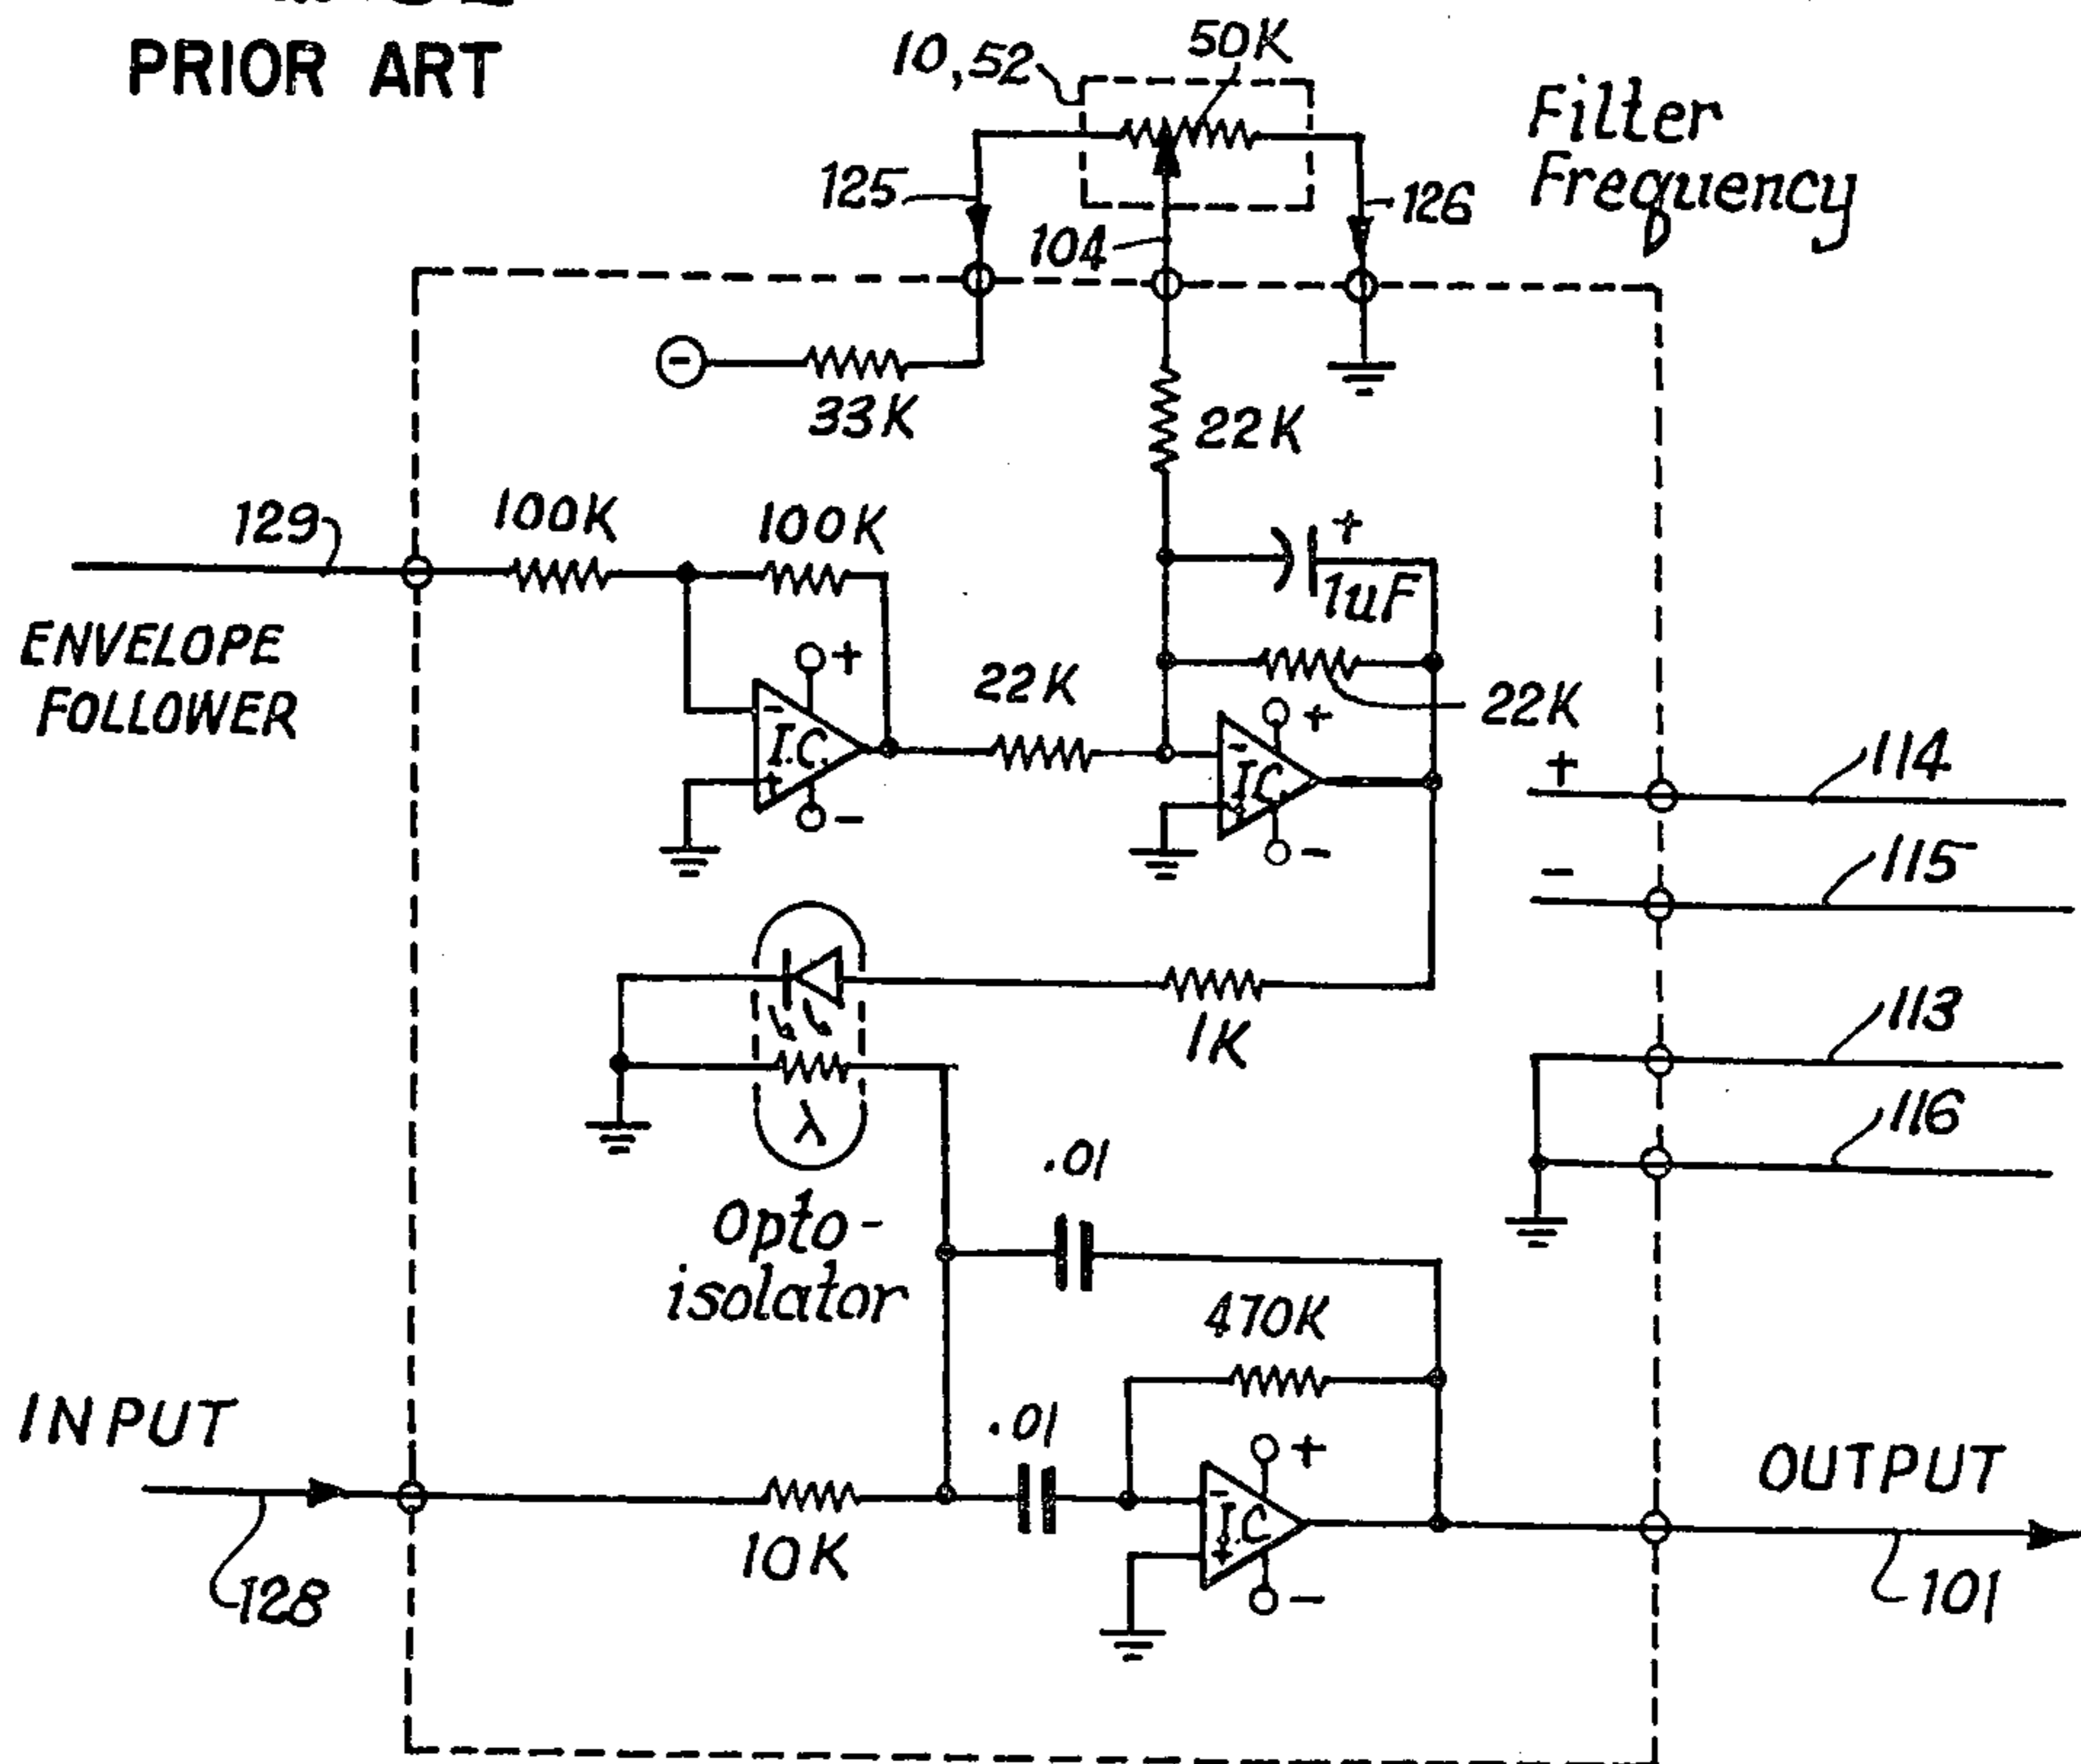 PRIOR ART
10,52
50K
Filter
Frequency
125
104
126
-
33K
22K
129
100K
100K
+
1uF
ENVELOPE
FOLLOWER
+
22K
22K
+
-
I.C.
+
-
-
I.C.
+
-
+
114
-
115
1K
113
λ
116
.01
Opto-
isolator
470K
INPUT
.01
+
OUTPUT
-
I.C
+
10K
-
128
101